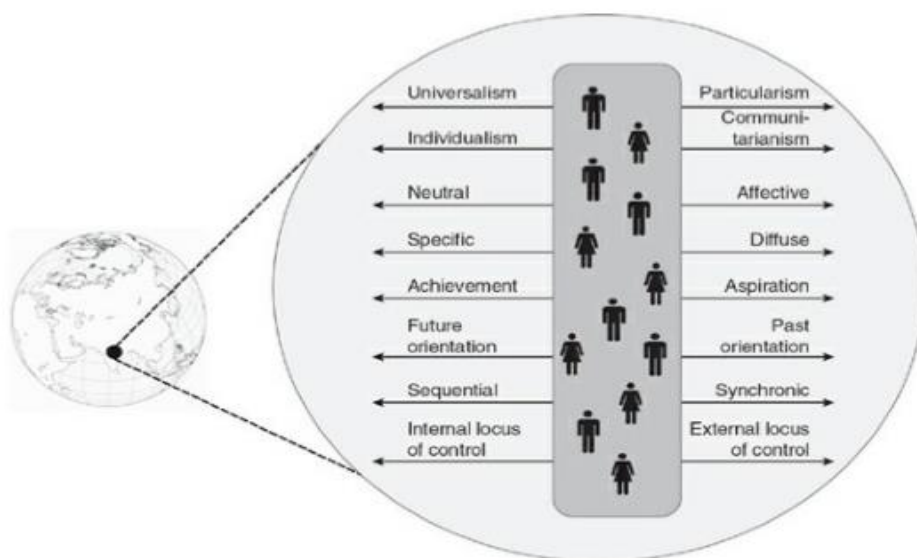 Universalism
Particularism
Individualism
Communi-
tarianism
Neutral
Affective
Specific
Diffuse
Achievement
Aspiration
Future
orientation
Past
orientation
Sequential
Synchronic
Internal locus
of control
External locus
of control